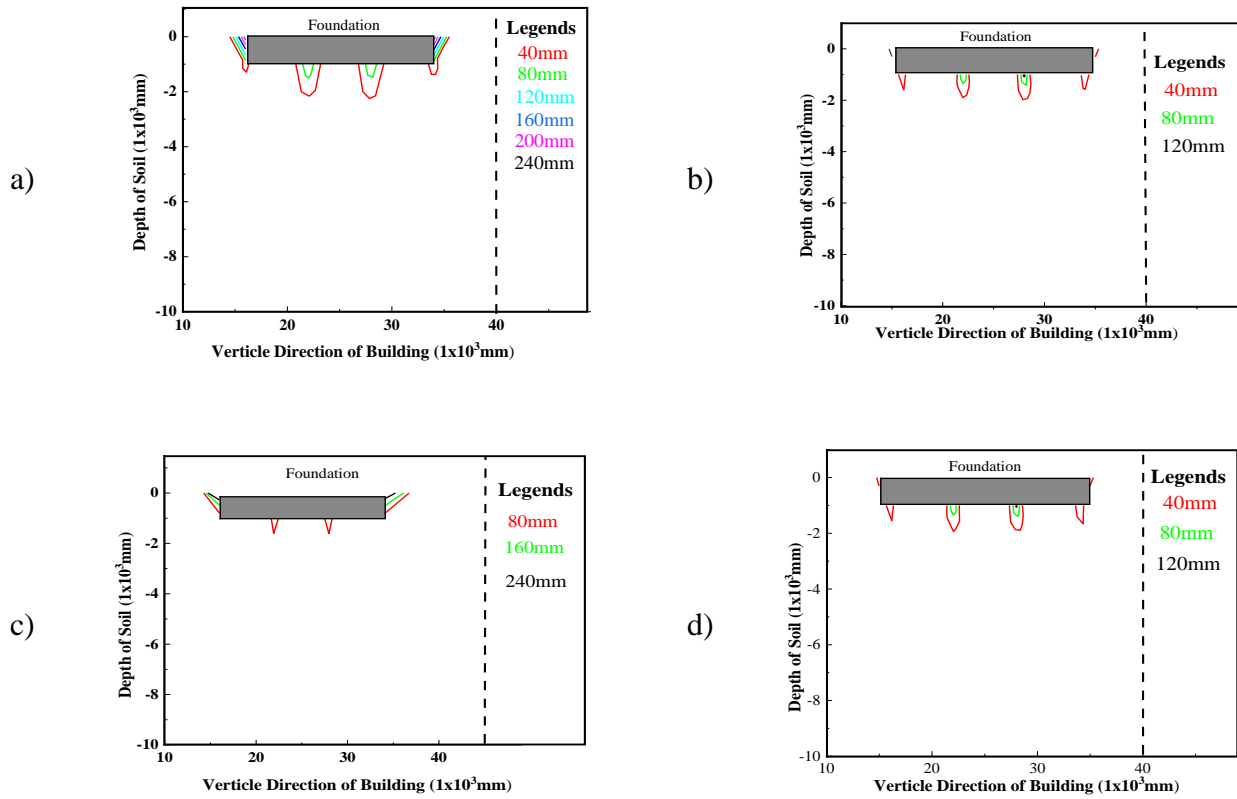 a)
Foundation
Legends
40mm
80mm
120mm
160mm
200mm
240mm
0
-2
-4
-6
-8
-10
Depth of Soil (1x10³mm)
10 20 30 40
Verticle Direction of Building (1x10³mm)
b)
Foundation
Legends
40mm
80mm
120mm
0
-2
-4
-6
-8
-10
Depth of Soil (1x10³mm)
10 20 30 40
Verticle Direction of Building (1x10³mm)
c)
Foundation
Legends
80mm
160mm
240mm
0
-2
-4
-6
-8
-10
Depth of Soil (1x10³mm)
10 20 30 40
Verticle Direction of Building (1x10³mm)
d)
Foundation
Legends
40mm
80mm
120mm
0
-2
-4
-6
-8
-10
Depth of Soil (1x10³mm)
10 20 30 40
Verticle Direction of Building (1x10³mm)